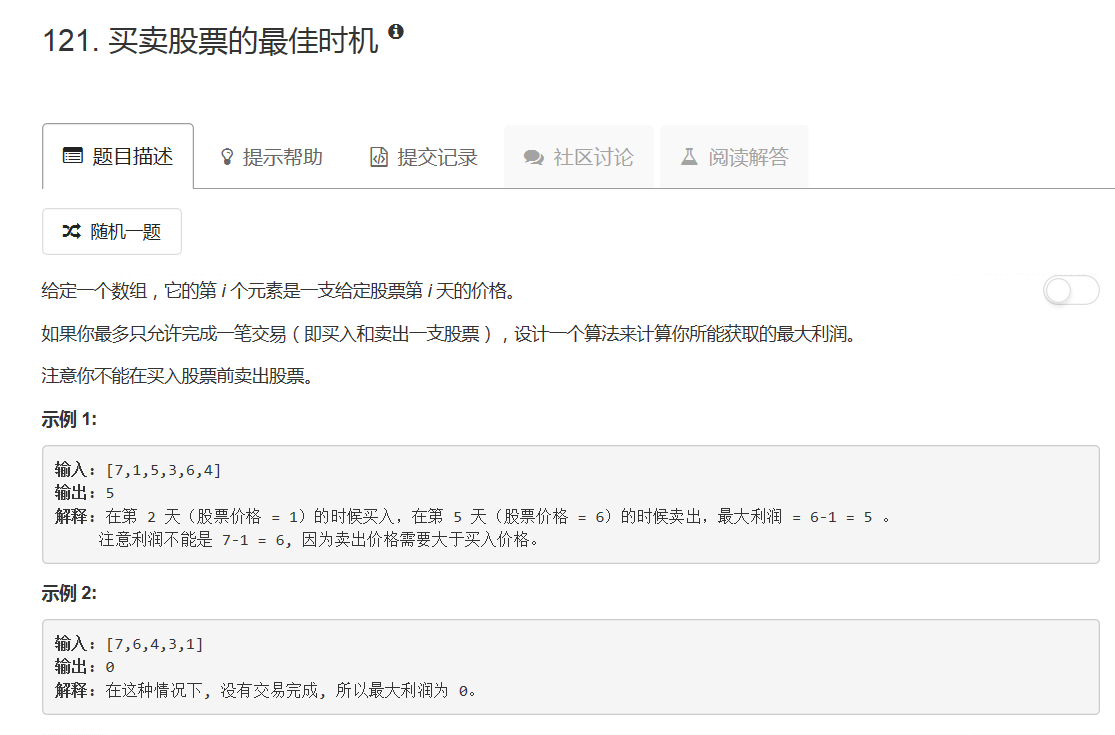 121. 买卖股票的最佳时机
题目描述 提示帮助 提交记录 社区讨论 阅读解答
随机一题
给定一个数组，它的第 i 个元素是一支给定股票第 i 天的价格。
如果你最多只允许完成一笔交易（即买入和卖出一支股票），设计一个算法来计算你所能获取的最大利润。
注意你不能在买入股票前卖出股票。
示例 1:
输入: [7,1,5,3,6,4]
输出: 5
解释: 在第 2 天（股票价格 = 1）的时候买入，在第 5 天（股票价格 = 6）的时候卖出，最大利润 = 6-1 = 5 。
注意利润不能是 7-1 = 6, 因为卖出价格需要大于买入价格。
示例 2:
输入: [7,6,4,3,1]
输出: 0
解释: 在这种情况下, 没有交易完成, 所以最大利润为 0。